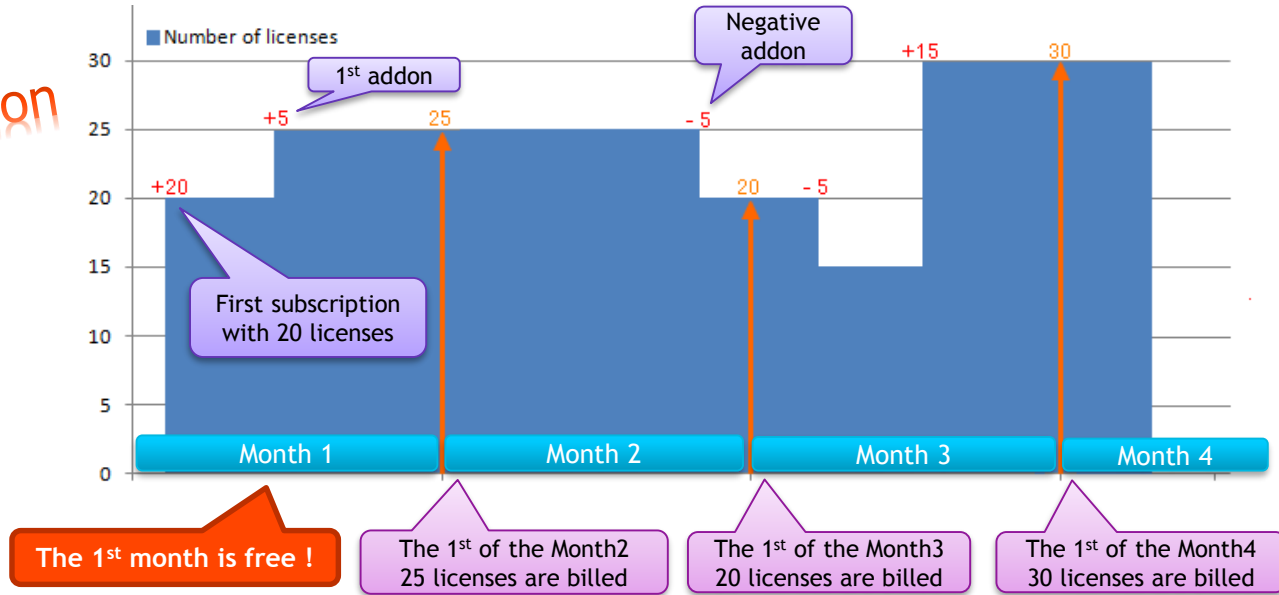 Number of licenses
Negative
addon
1st addon
on
30
25
20
15
10
5
0
+20
+5
25
- 5
20
- 5
+15
30
First subscription
with 20 licenses
Month 1
Month 2
Month 3
Month 4
The 1st month is free !
The 1st of the Month2
25 licenses are billed
The 1st of the Month3
20 licenses are billed
The 1st of the Month4
30 licenses are billed